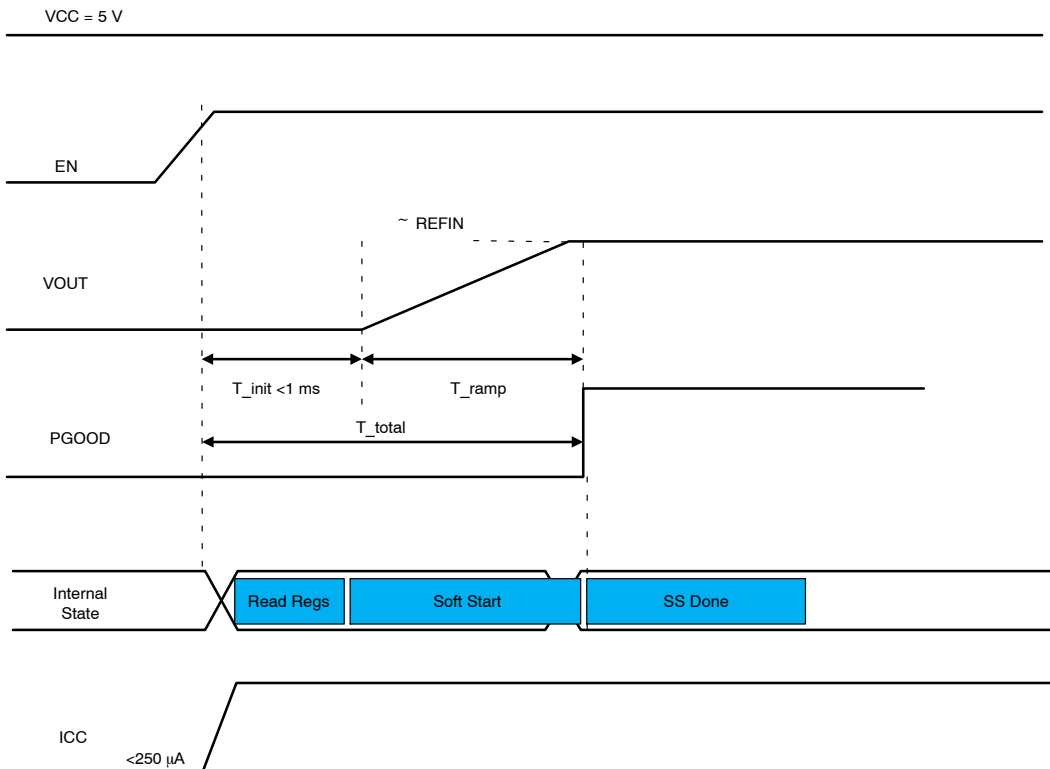 VCC = 5 V
EN
~ REFIN
VOUT
T_init <1 ms
T_ramp
T_total
PGOOD
Internal
State
Read Regs
Soft Start
SS Done
ICC
<250 μA